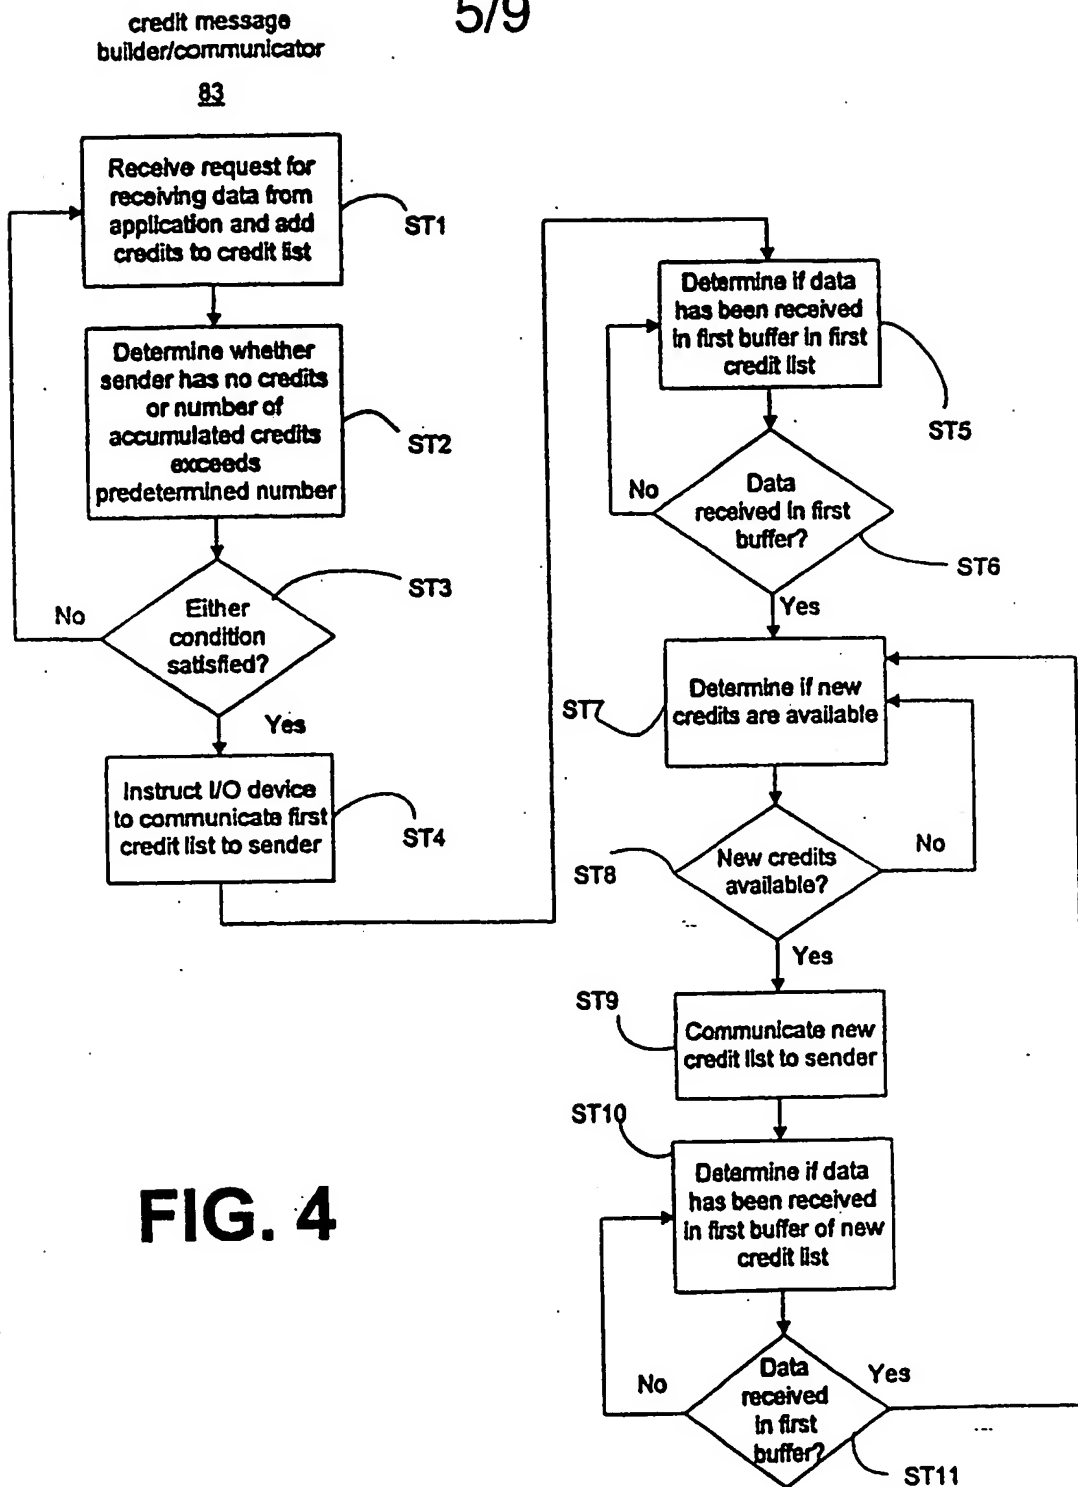 5/9
credit message
builder/communicator
83
Receive request for
receiving data from
application and add
credits to credit list
ST1
Determine whether
sender has no credits
or number of
accumulated credits
exceeds
predetermined number
ST2
Either
condition
satisfied?
ST3
No
Yes
Instruct I/O device
to communicate first
credit list to sender
ST4
Determine if data
has been received
in first buffer in first
credit list
ST5
Data
received in first
buffer?
ST6
No
Yes
Determine if new
credits are available
ST7
New credits
available?
ST8
No
Yes
Communicate new
credit list to sender
ST9
Determine if data
has been received
in first buffer of new
credit list
ST10
Data
received
in first
buffer?
No
Yes
ST11
FIG. 4